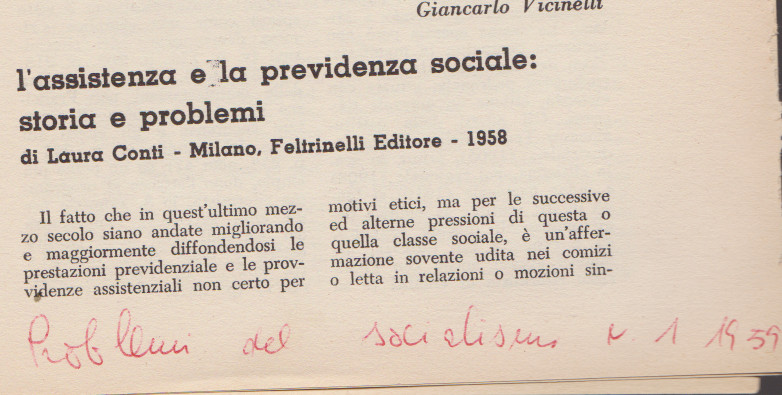 Giancarlo Vicinelli
l'assistenza e la previdenza sociale:
storia e problemi
di Laura Conti - Milano, Feltrinelli Editore - 1958
Il fatto che in quest'ultimo mez-
zo secolo siano andate migliorando
e maggiormente diffondendosi le
prestazioni previdenziale e le prov-
videnze assistenziali non certo per
motivi etici, ma per le successive
ed alterne pressioni di questa o
quella classe sociale, è un'affer-
mazione sovente udita nei comizi
o letta in relazioni o mozioni sin-
Problemi del socialismo N. 1 1959